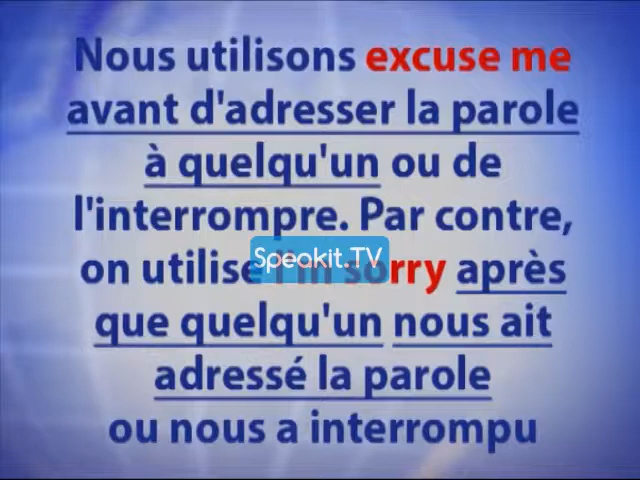 Nous utilisons excuse me
avant d'adresser la parole
à quelqu'un ou de
l'interrompre. Par contre,
on utilise I'm sorry après
Speakit.TV
que quelqu'un nous ait
adressé la parole
ou nous a interrompu